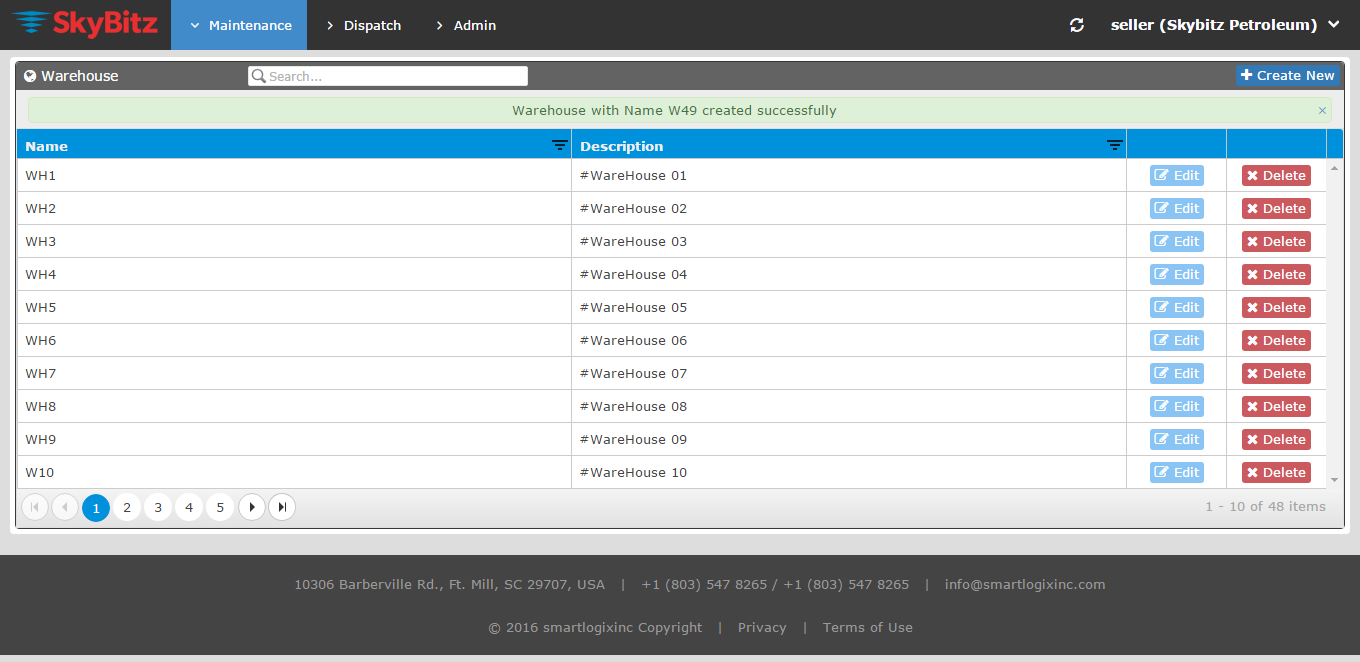 SkyBitz Maintenance Dispatch Admin seller (Skybitz Petroleum)
Warehouse Search... Create New
Warehouse with Name W49 created successfully ×
Name Description
WH1 #WareHouse 01 Edit Delete
WH2 #WareHouse 02 Edit Delete
WH3 #WareHouse 03 Edit Delete
WH4 #WareHouse 04 Edit Delete
WH5 #WareHouse 05 Edit Delete
WH6 #WareHouse 06 Edit Delete
WH7 #WareHouse 07 Edit Delete
WH8 #WareHouse 08 Edit Delete
WH9 #WareHouse 09 Edit Delete
W10 #WareHouse 10 Edit Delete
1 2 3 4 5 1 - 10 of 48 items
10306 Barberville Rd., Ft. Mill, SC 29707, USA | +1 (803) 547 8265 / +1 (803) 547 8265 | info@smartlogixinc.com
© 2016 smartlogixinc Copyright | Privacy | Terms of Use